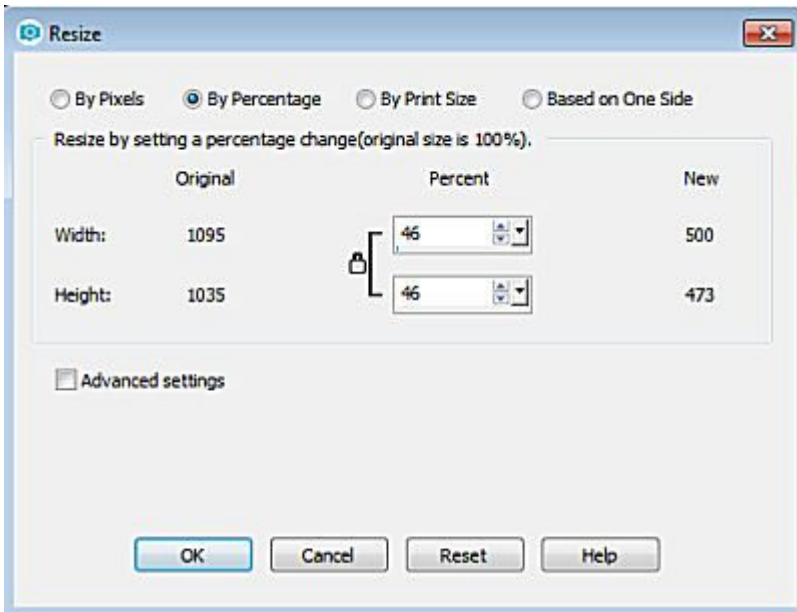 Resize
By Pixels By Percentage By Print Size Based on One Side
Resize by setting a percentage change(original size is 100%).
Original Percent New
Width: 1095 46 500
Height: 1035 46 473
Advanced settings
OK Cancel Reset Help